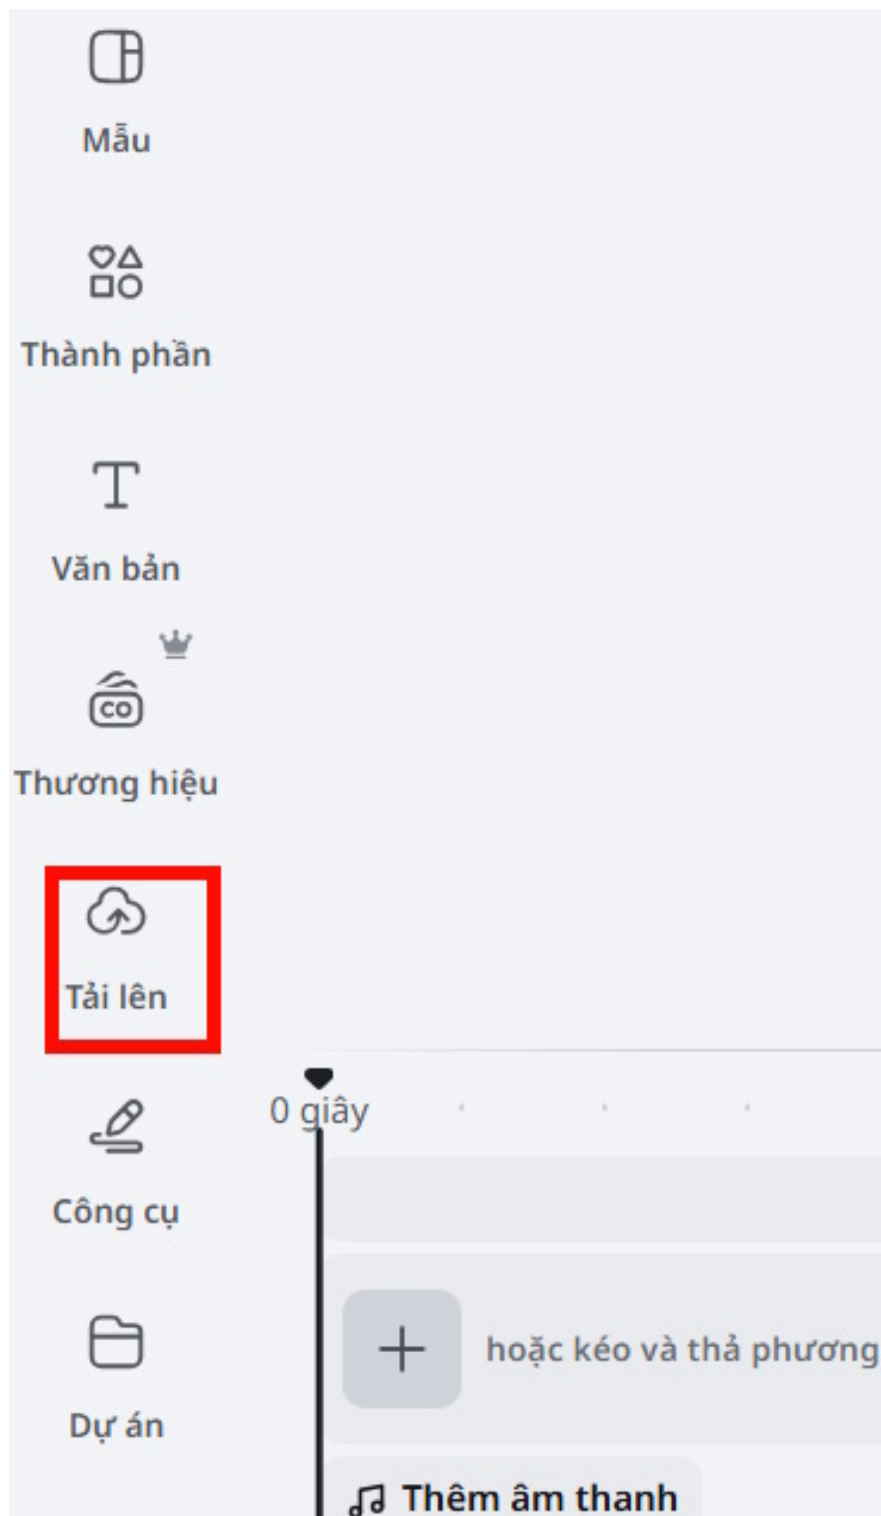 Mẫu
Thành phần
Văn bản
CO
Thương hiệu
Tải lên
Công cụ
Dự án
0 giây
hoặc kéo và thả phương
Thêm âm thanh